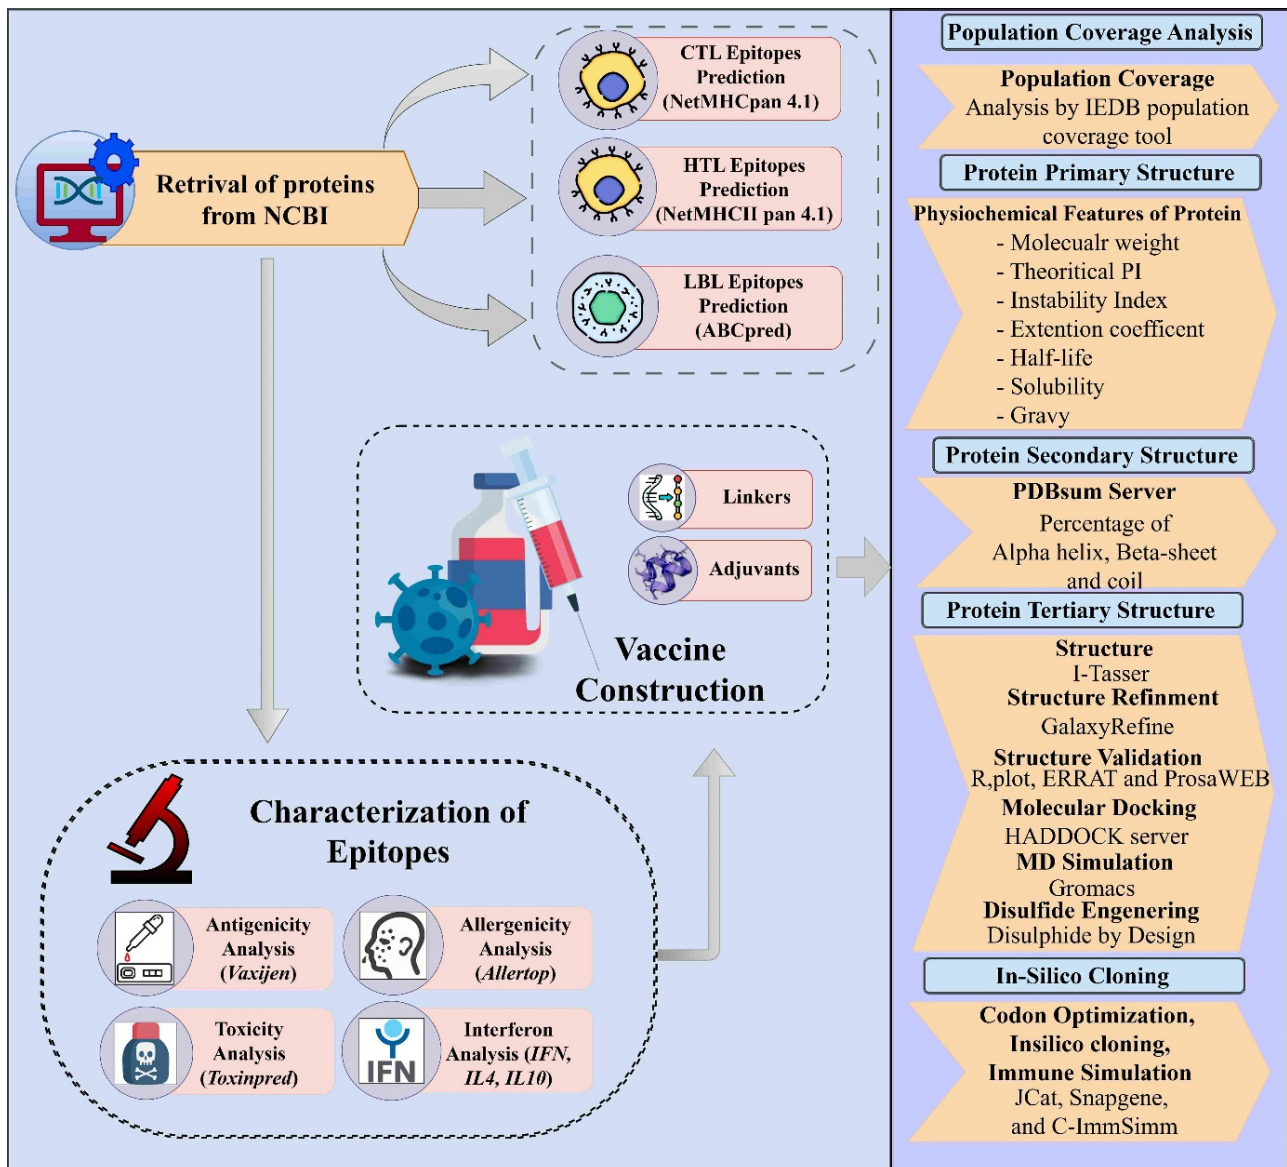 Retrival of proteins
from NCBI
CTL Epitopes
Prediction
(NetMHCpan 4.1)
HTL Epitopes
Prediction
(NetMHCII pan 4.1)
LBL Epitopes
Prediction
(ABCpred)
Linkers
Adjuvants
Vaccine
Construction
Characterization of
Epitopes
Antigenicity
Analysis
(Vaxijen)
Allergenicity
Analysis
(Allertop)
Toxicity
Analysis
(Toxinpred)
IFN
Interferon
Analysis (IFN,
IL4, IL10)
Population Coverage Analysis
Population Coverage
Analysis by IEDB population
coverage tool
Protein Primary Structure
Physiochemical Features of Protein
- Molecualr weight
- Theoritical PI
- Instability Index
- Extention coefficent
- Half-life
- Solubility
- Gravy
Protein Secondary Structure
PDBsum Server
Percentage of
Alpha helix, Beta-sheet
and coil
Protein Tertiary Structure
Structure
I-Tasser
Structure Refinment
GalaxyRefine
Structure Validation
R,plot, ERRAT and ProsaWEB
Molecular Docking
HADDOCK server
MD Simulation
Gromacs
Disulfide Engenering
Disulphide by Design
In-Silico Cloning
Codon Optimization,
Insilico cloning,
Immune Simulation
JCat, Snapgene,
and C-ImmSimm